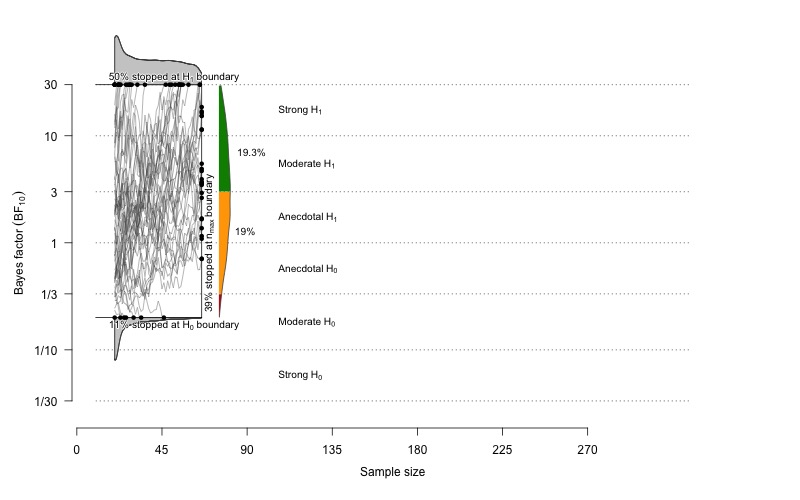 50% stopped at H₁ boundary
30
Strong H₁
10
19.3%
Moderate H₁
3
Anecdotal H₁
19%
1
Anecdotal H₀
1/3
39% stopped at nmax boundary
Moderate H₀
11% stopped at H₀ boundary
1/10
Strong H₀
1/30
Bayes factor (BF₁₀)
0 45 90 135 180 225 270
Sample size